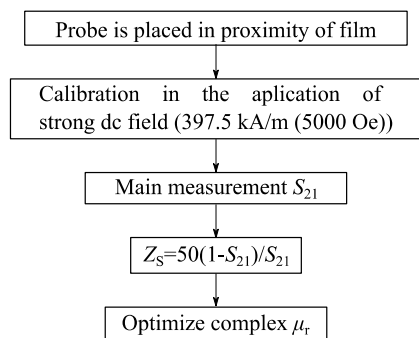 Probe is placed in proximity of film
Calibration in the aplication of
strong dc field (397.5 kA/m (5000 Oe))
Main measurement S21
ZS=50(1-S21)/S21
Optimize complex μr